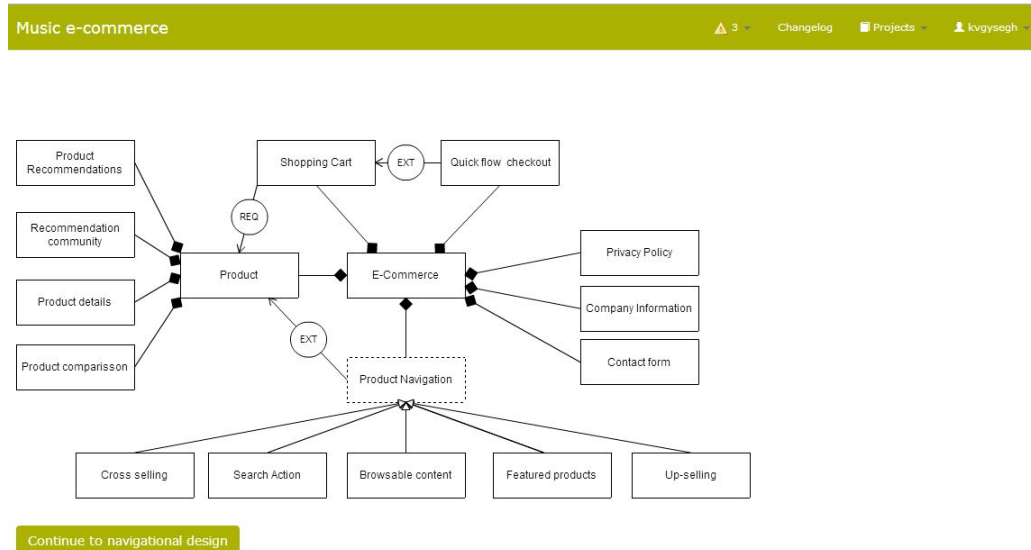 Music e-commerce
3
Changelog
Projects
kvgysegh
Product
Recommendations
Shopping Cart
EXT
Quick flow checkout
REQ
Recommendation
community
Privacy Policy
Product
E-Commerce
Product details
Company Information
EXT
Product comparisson
Contact form
Product Navigation
Cross selling
Search Action
Browsable content
Featured products
Up-selling
Continue to navigational design